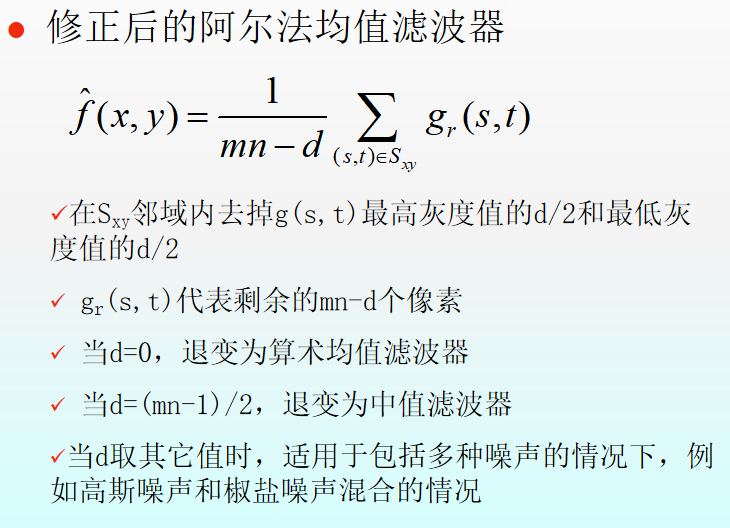 ● 修正后的阿尔法均值滤波器
f̂(x,y) = 1/(mn−d) ∑_{(s,t)∈S_{xy}} g_r(s,t)
✓在S_{xy}邻域内去掉g(s,t)最高灰度值的d/2和最低灰
度值的d/2
✓ g_r(s,t)代表剩余的mn-d个像素
✓ 当d=0，退变为算术均值滤波器
✓ 当d=(mn-1)/2，退变为中值滤波器
✓当d取其它值时，适用于包括多种噪声的情况下，例
如高斯噪声和椒盐噪声混合的情况